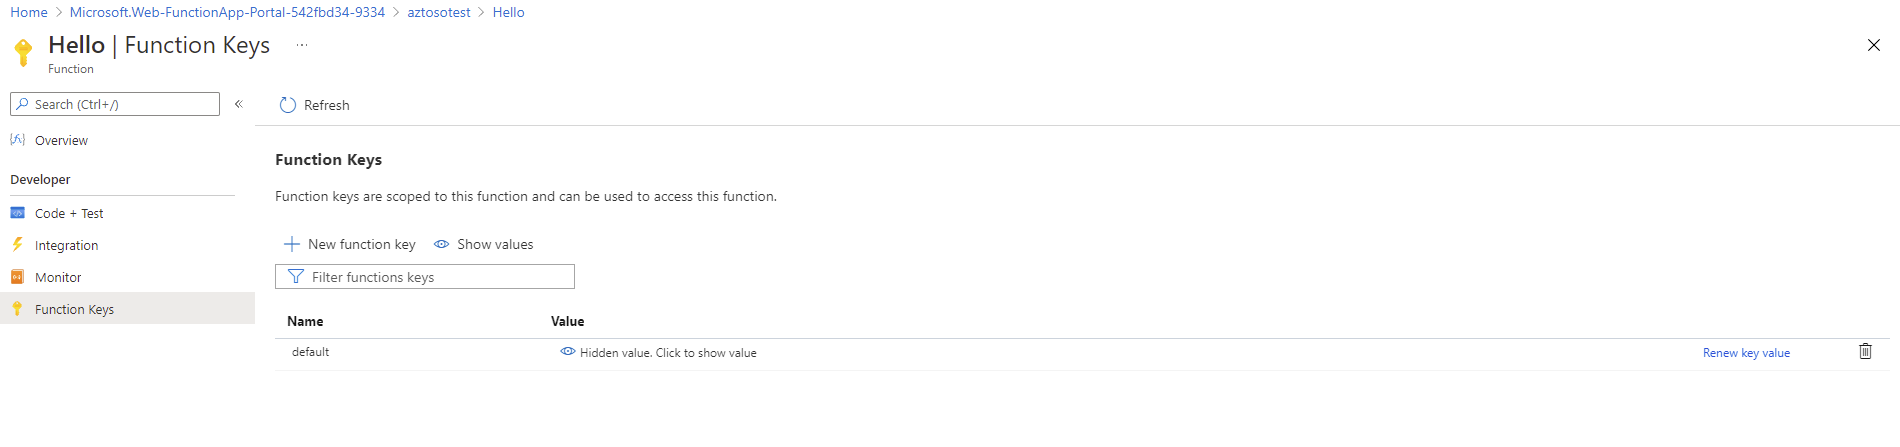 Home > Microsoft.Web-FunctionApp-Portal-542fbd34-9334 > aztosotest > Hello
Hello | Function Keys ...
Function
Search (Ctrl+/) «
Refresh
Overview
Developer
Code + Test
Integration
Monitor
Function Keys
Function Keys
Function keys are scoped to this function and can be used to access this function.
New function key Show values
Filter functions keys
Name Value
default Hidden value. Click to show value Renew key value